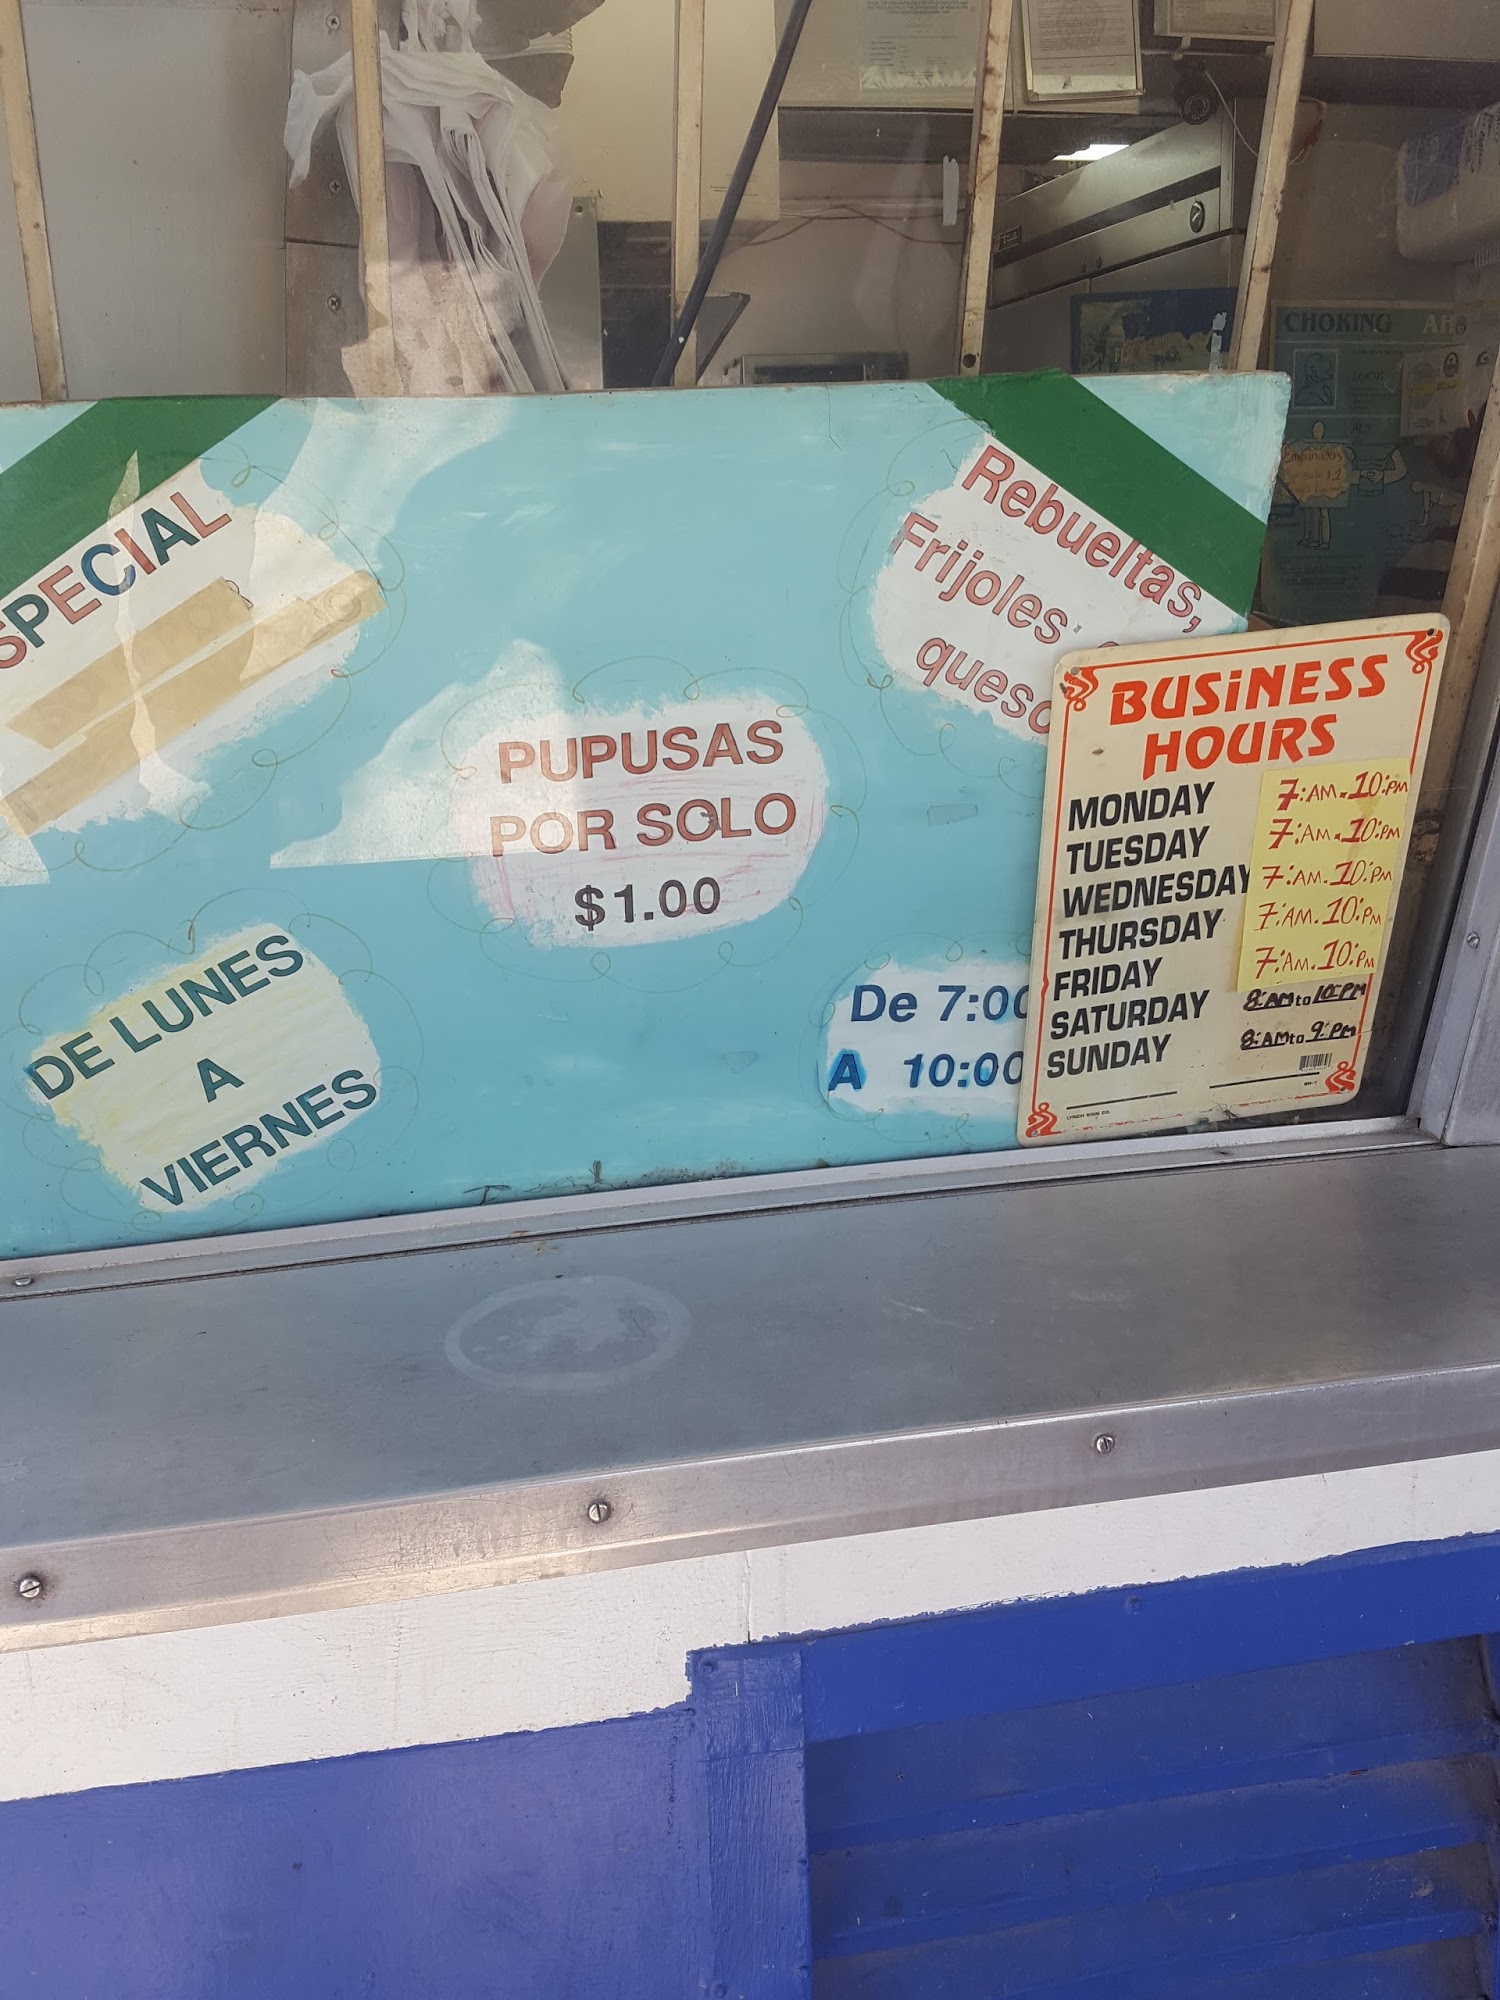 CHOKING
SPECIAL
Rebueltas,
Frijoles
queso
PUPUSAS
POR SOLO
$1.00
DE LUNES
A
VIERNES
De 7:00
A 10:00
BUSiNESS
HOURS
MONDAY 7:AM.10:PM
TUESDAY 7:AM.10:PM
WEDNESDAY 7:AM.10:PM
THURSDAY 7:AM.10:PM
FRIDAY 7:AM.10:PM
SATURDAY 8:AM to 10:PM
SUNDAY 8:AM to 9:PM
LYNCH SIGN CO.